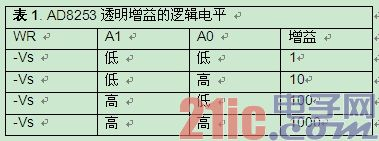 表 1. AD8253 透明增益的逻辑电平
WR A1 A0 增益
-Vs 低 低 1
-Vs 低 高 10
-Vs 高 低 100
-Vs 高 高 1000
21ic 电子网 .com